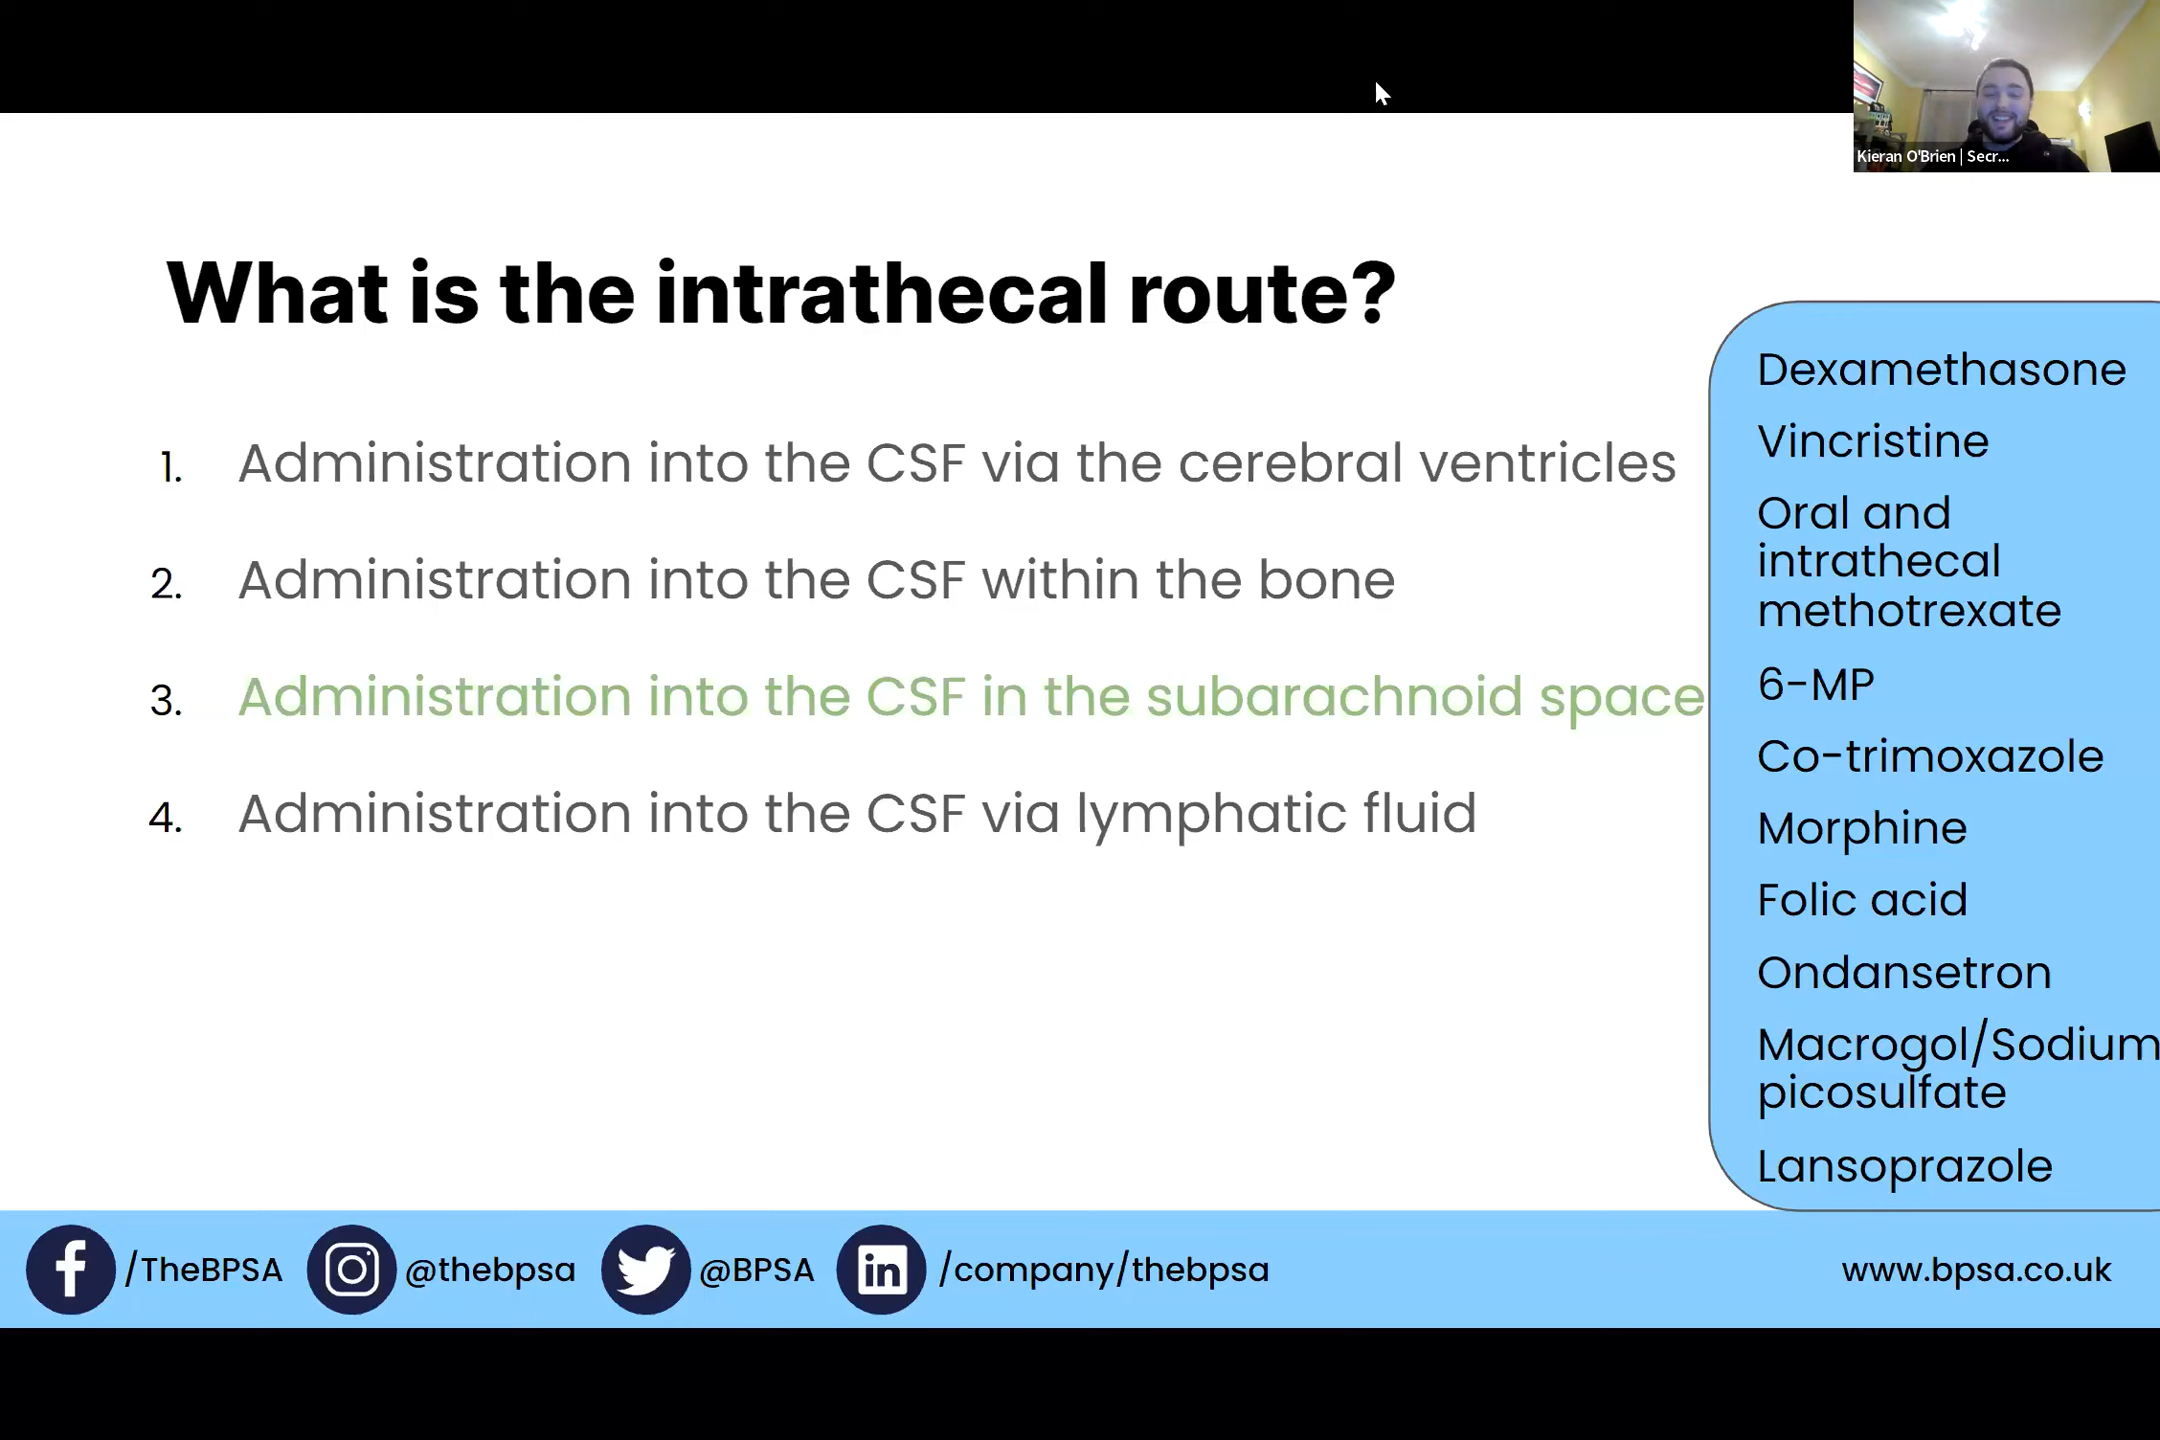 Kieran O'Brien | Secr...
What is the intrathecal route?
1. Administration into the CSF via the cerebral ventricles
2. Administration into the CSF within the bone
3. Administration into the CSF in the subarachnoid space
4. Administration into the CSF via lymphatic fluid
Dexamethasone
Vincristine
Oral and
intrathecal
methotrexate
6-MP
Co-trimoxazole
Morphine
Folic acid
Ondansetron
Macrogol/Sodium
picosulfate
Lansoprazole
/TheBPSA @thebpsa @BPSA /company/thebpsa www.bpsa.co.uk